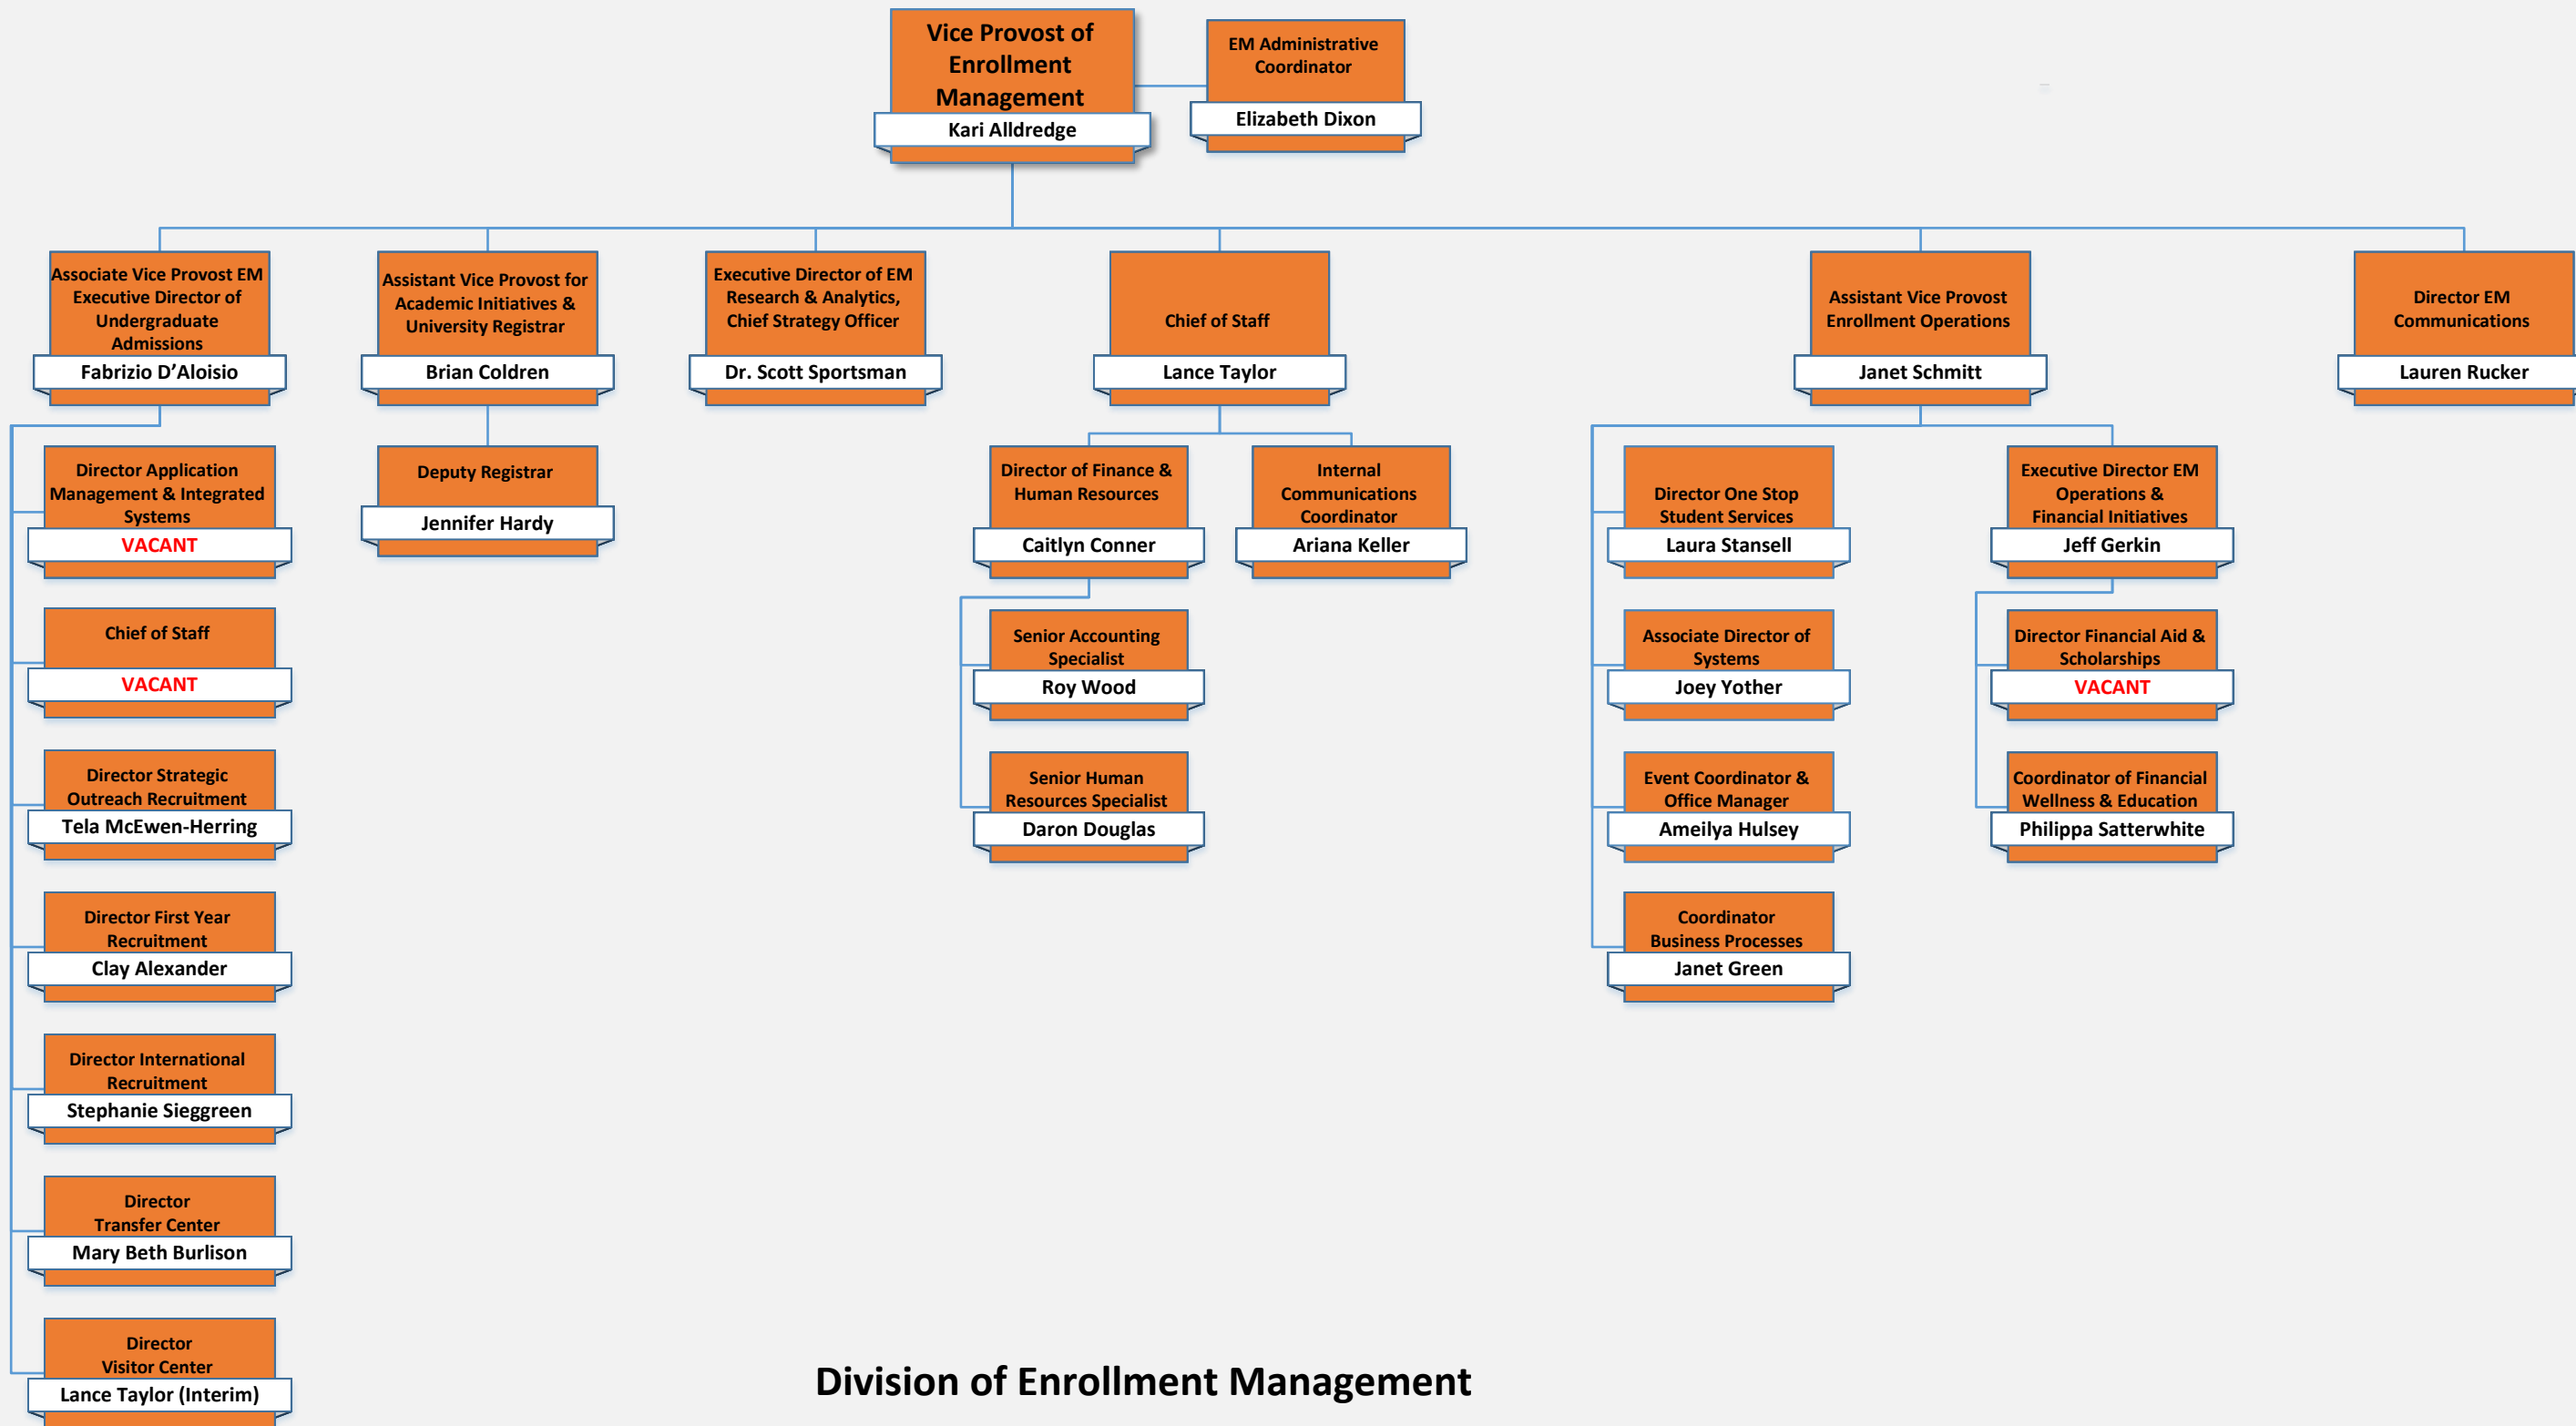 Vice Provost of
Enrollment
Management
Kari Alldredge
EM Administrative
Coordinator
Elizabeth Dixon
Associate Vice Provost EM
Executive Director of
Undergraduate
Admissions
Fabrizio D’Aloisio
Assistant Vice Provost for
Academic Initiatives &
University Registrar
Brian Coldren
Executive Director of EM
Research & Analytics,
Chief Strategy Officer
Dr. Scott Sportsman
Chief of Staff
Lance Taylor
Assistant Vice Provost
Enrollment Operations
Janet Schmitt
Director EM
Communications
Lauren Rucker
Director Application
Management & Integrated
Systems
VACANT
Chief of Staff
VACANT
Director Strategic
Outreach Recruitment
Tela McEwen-Herring
Director First Year
Recruitment
Clay Alexander
Director International
Recruitment
Stephanie Sieggreen
Director
Transfer Center
Mary Beth Burlison
Director
Visitor Center
Lance Taylor (Interim)
Deputy Registrar
Jennifer Hardy
Director of Finance &
Human Resources
Caitlyn Conner
Internal
Communications
Coordinator
Ariana Keller
Senior Accounting
Specialist
Roy Wood
Senior Human
Resources Specialist
Daron Douglas
Director One Stop
Student Services
Laura Stansell
Associate Director of
Systems
Joey Yother
Event Coordinator &
Office Manager
Ameilya Hulsey
Coordinator
Business Processes
Janet Green
Executive Director EM
Operations &
Financial Initiatives
Jeff Gerkin
Director Financial Aid &
Scholarships
VACANT
Coordinator of Financial
Wellness & Education
Philippa Satterwhite
Division of Enrollment Management